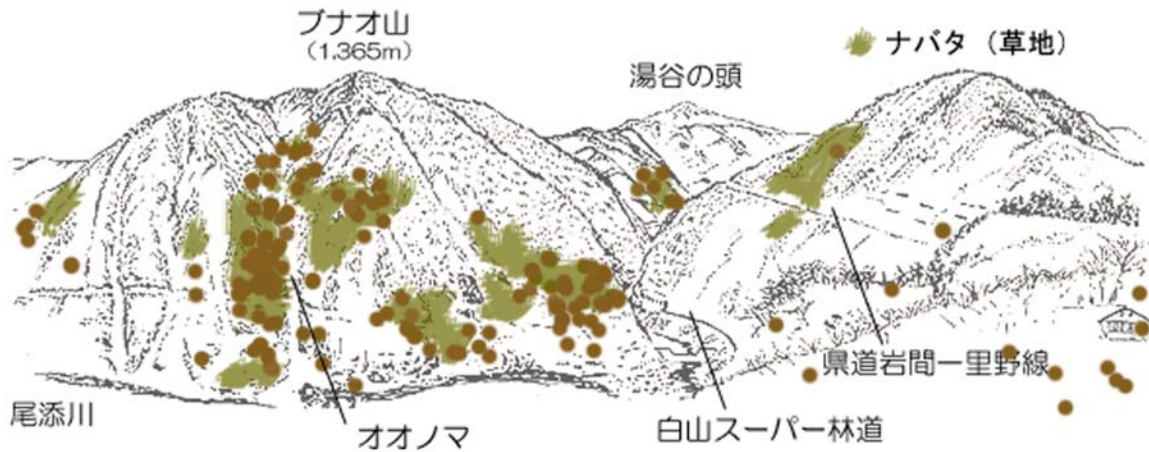 ブナオ山
（1,365m）
ナバタ（草地）
湯谷の頭
県道岩間一里野線
尾添川
オオノマ
白山スーパー林道